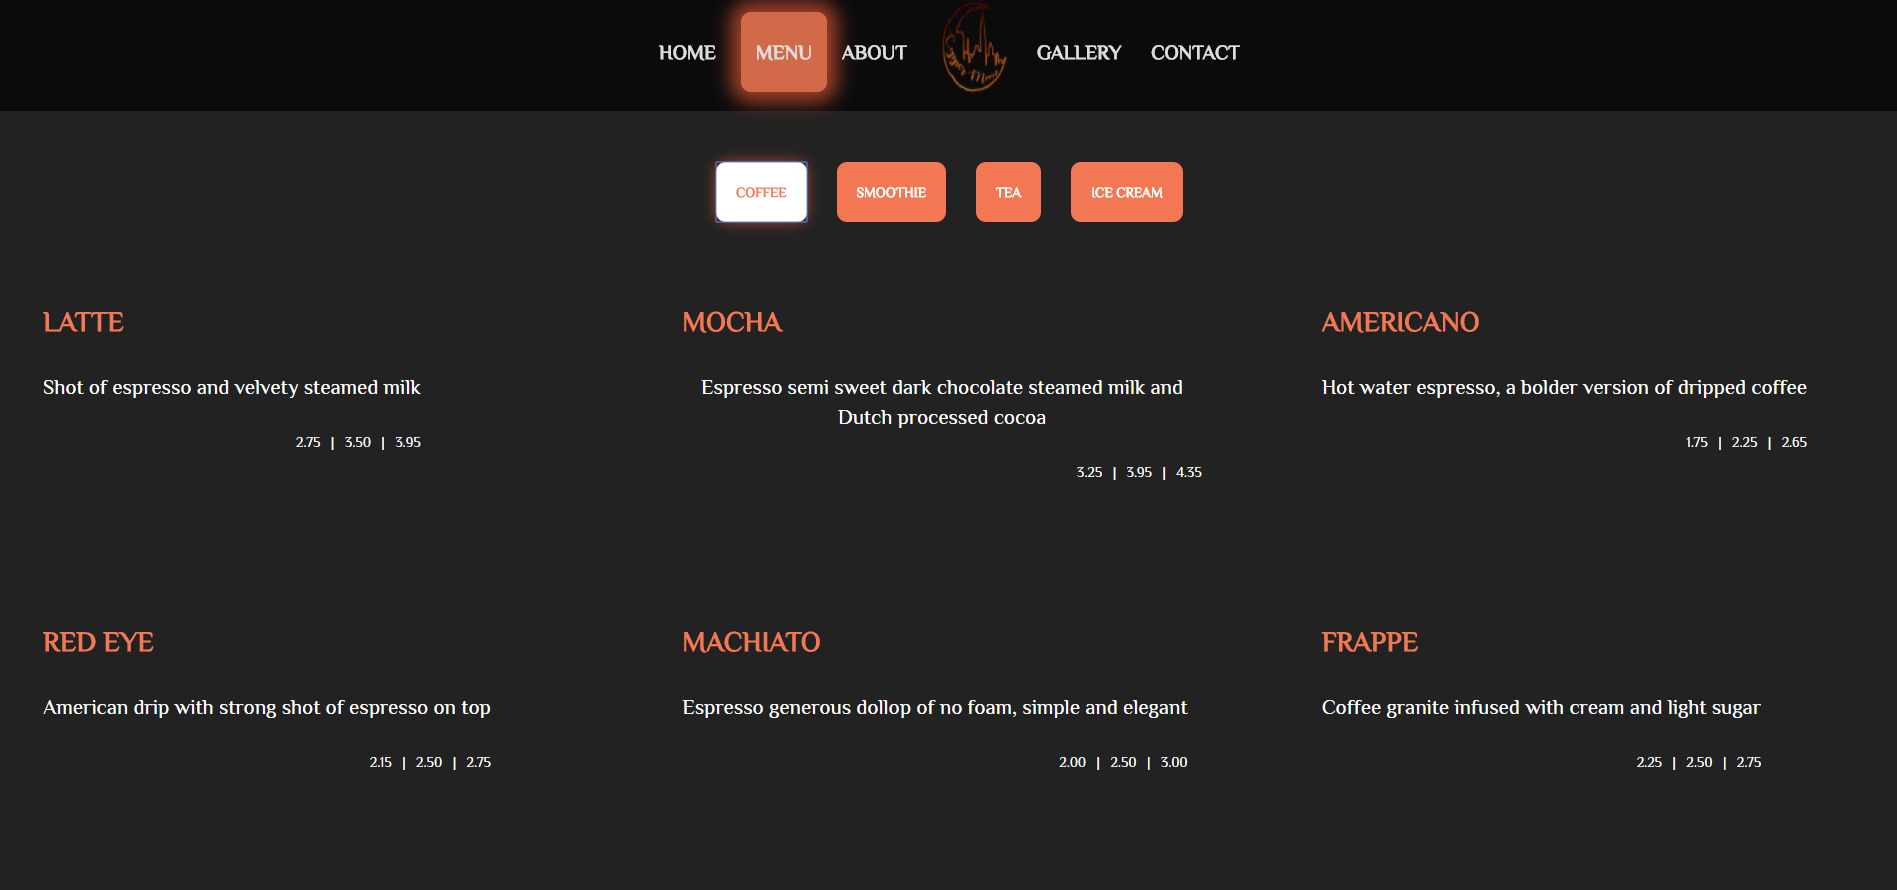 HOME MENU ABOUT GALLERY CONTACT
COFFEE SMOOTHIE TEA ICE CREAM
LATTE
Shot of espresso and velvety steamed milk
2.75 | 3.50 | 3.95
MOCHA
Espresso semi sweet dark chocolate steamed milk and
Dutch processed cocoa
3.25 | 3.95 | 4.35
AMERICANO
Hot water espresso, a bolder version of dripped coffee
1.75 | 2.25 | 2.65
RED EYE
American drip with strong shot of espresso on top
2.15 | 2.50 | 2.75
MACHIATO
Espresso generous dollop of no foam, simple and elegant
2.00 | 2.50 | 3.00
FRAPPE
Coffee granite infused with cream and light sugar
2.25 | 2.50 | 2.75